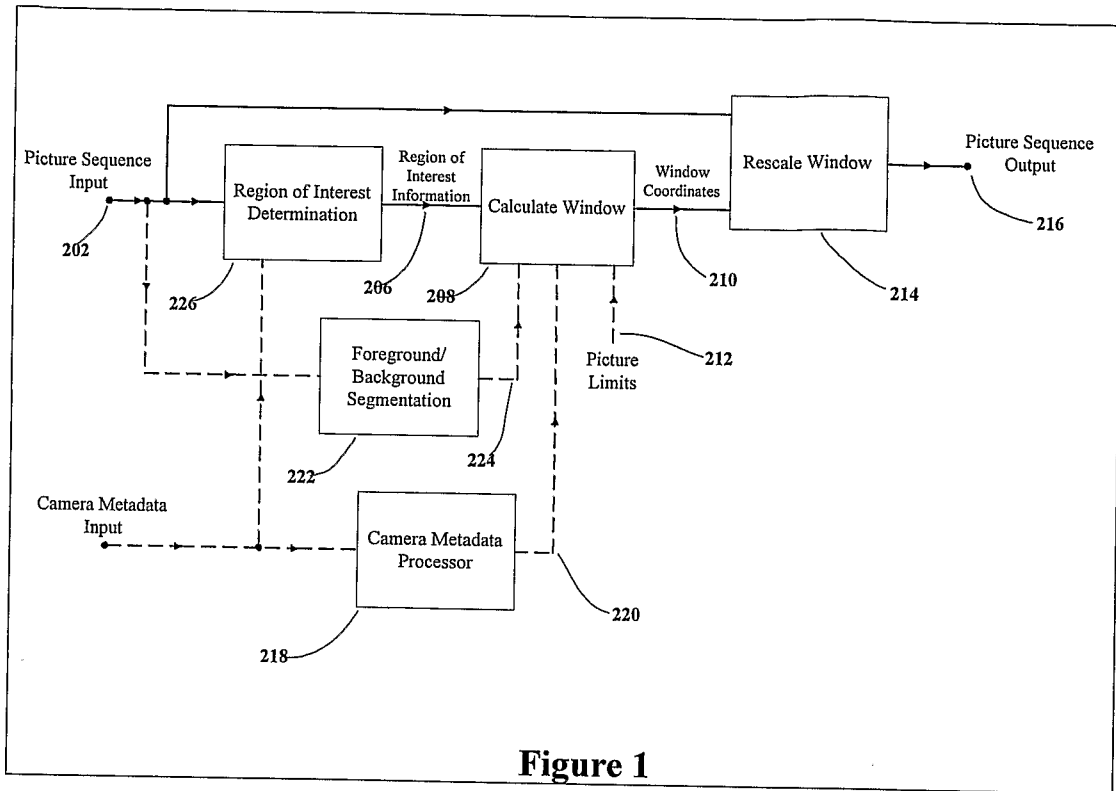 Picture Sequence
Input
202
Region of Interest
Determination
226
Region of
Interest
Information
206
Calculate Window
208
Window
Coordinates
210
Rescale Window
214
Picture Sequence
Output
216
Foreground/
Background
Segmentation
222
224
Picture
Limits
212
Camera Metadata
Input
Camera Metadata
Processor
218
220
Figure 1